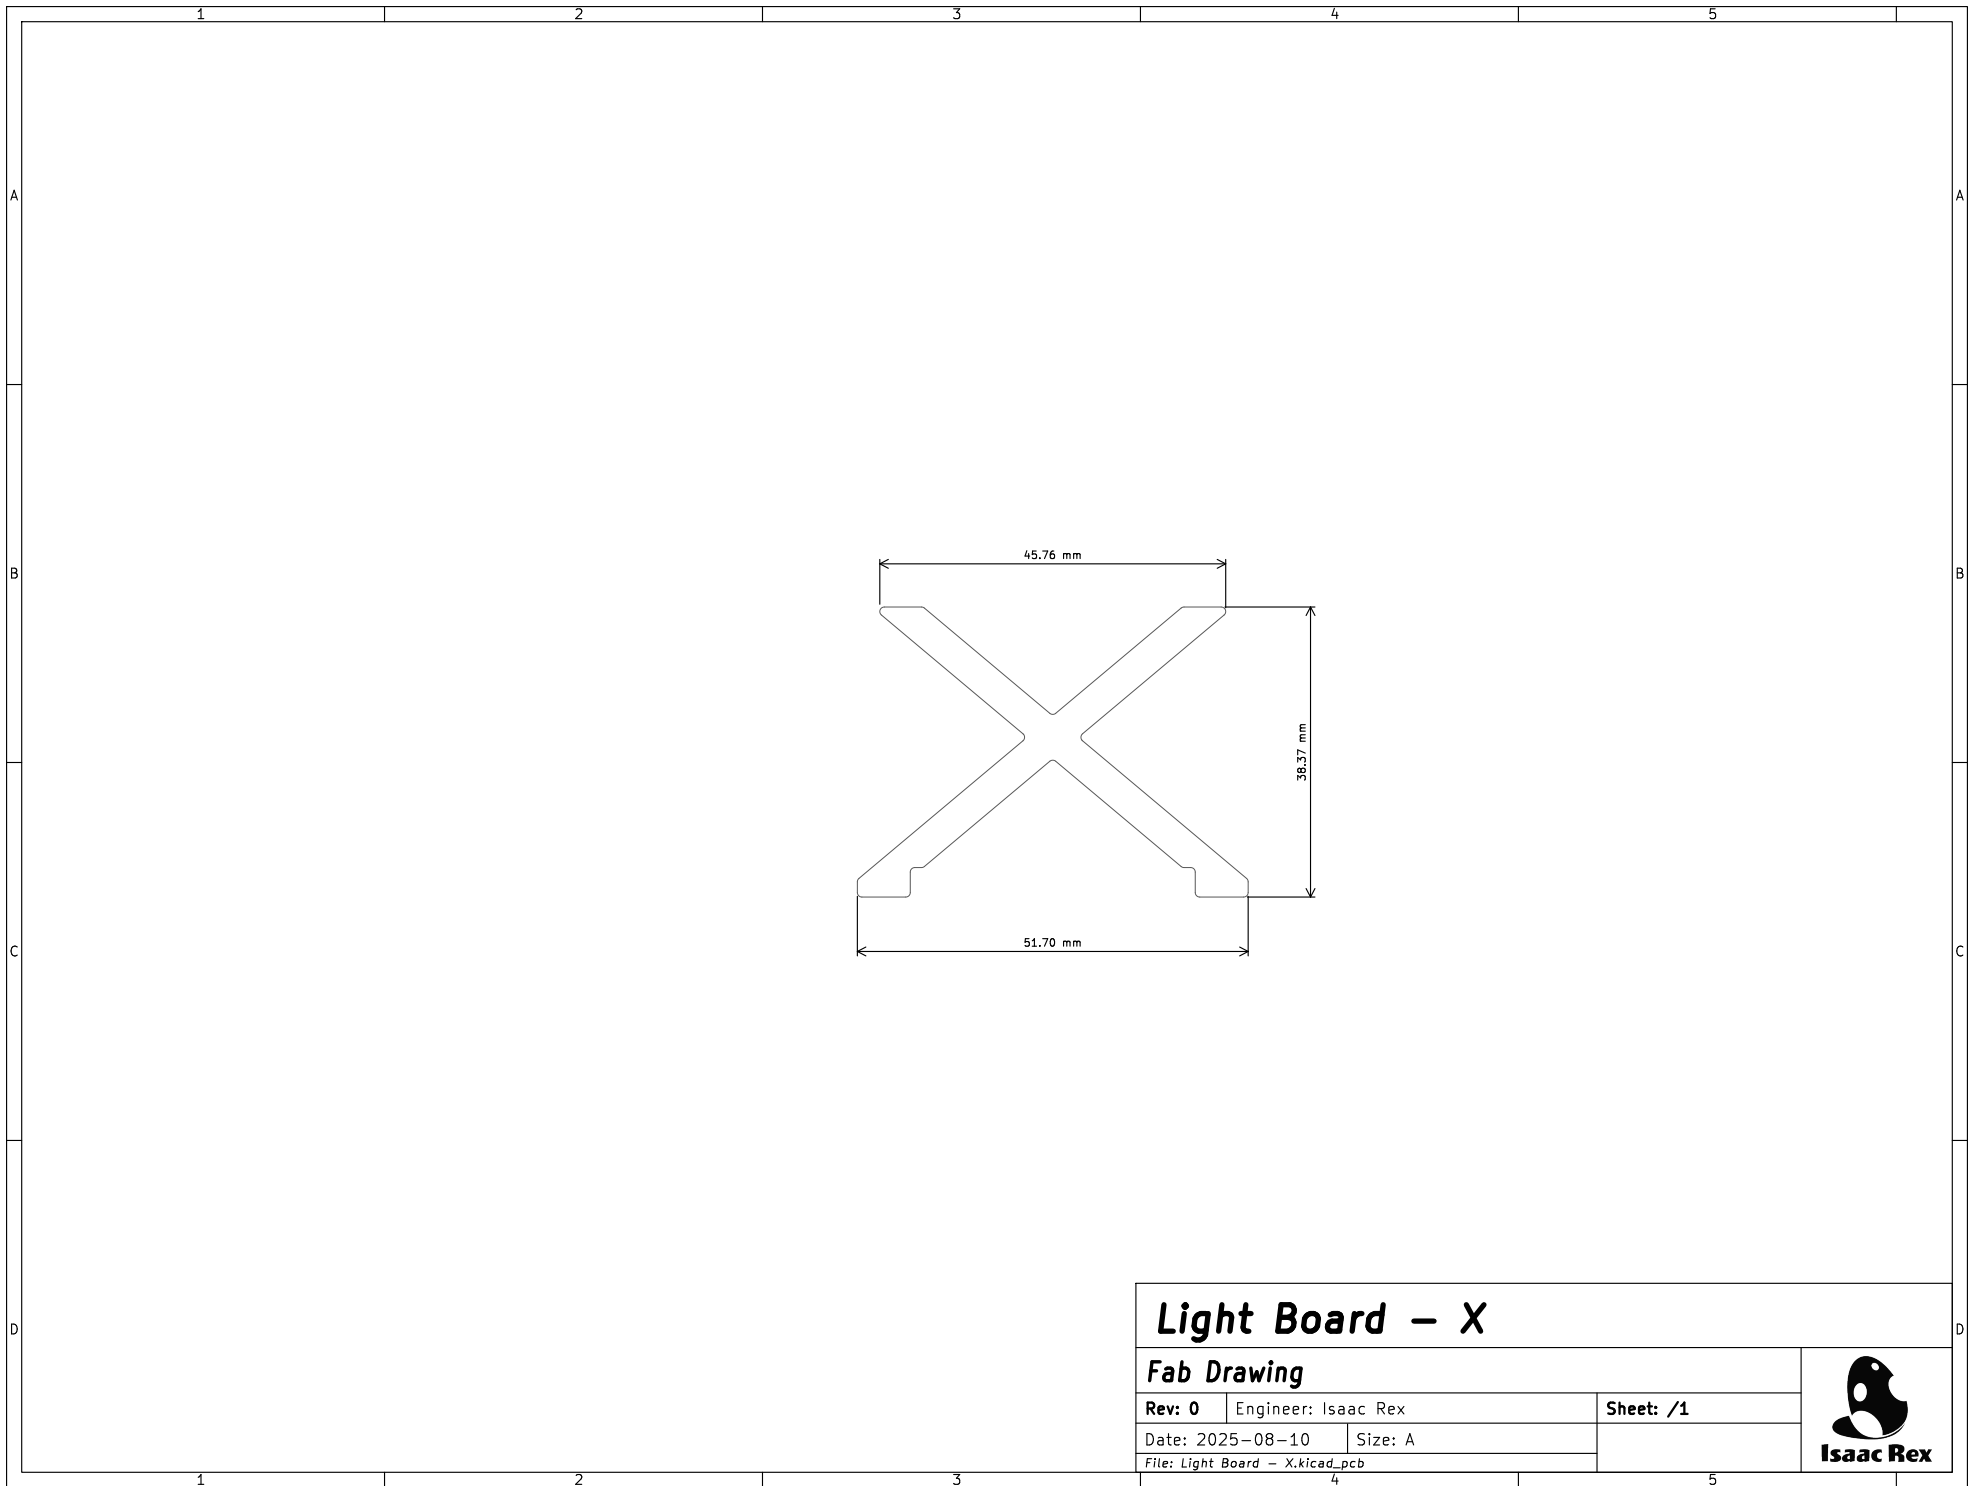 1 2 3 4 5
A A
45.76 mm
B B
38.37 mm
51.70 mm
C C
Light Board - X
D D
Fab Drawing
Rev: 0 Engineer: Isaac Rex Sheet: /1
Date: 2025-08-10 Size: A
File: Light Board - X.kicad_pcb
Isaac Rex
1 2 3 4 5